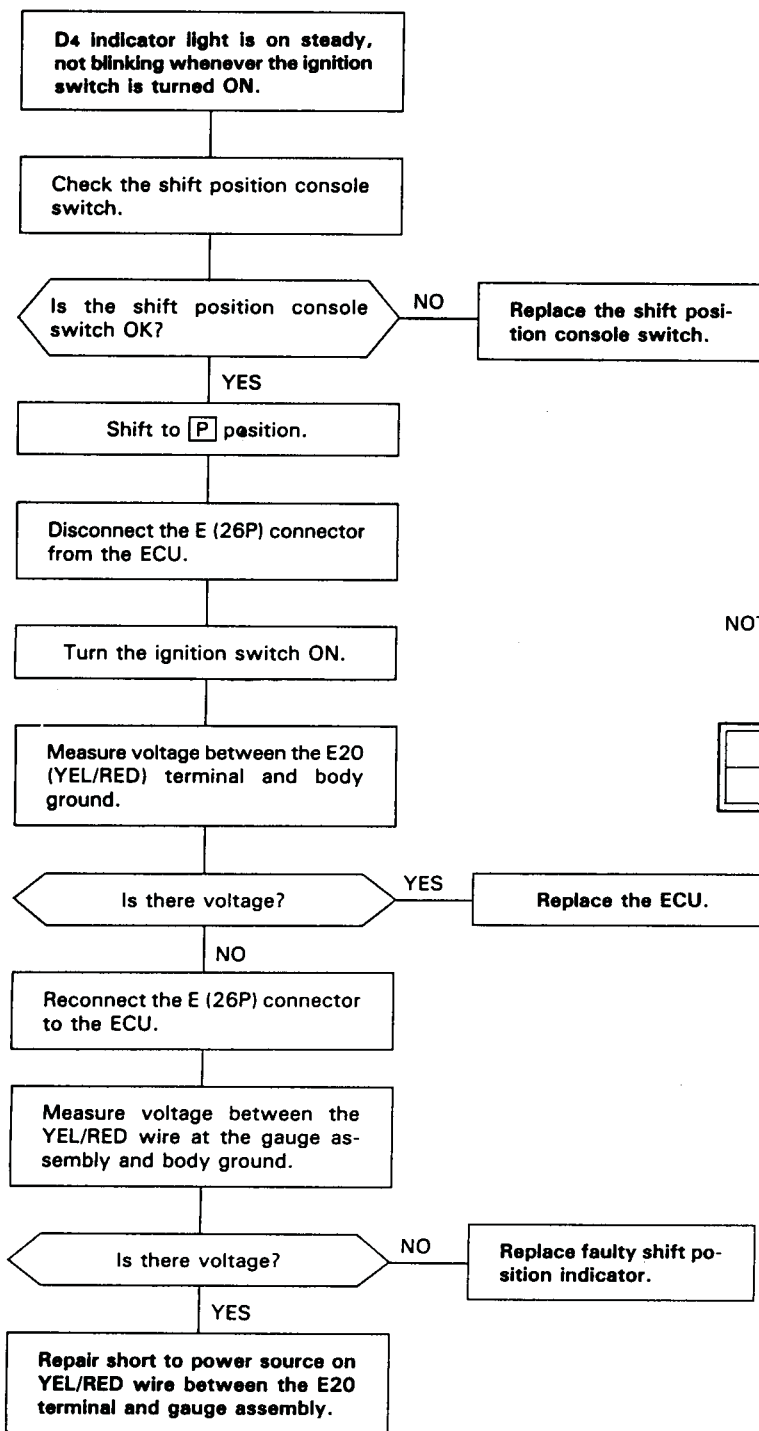 D4 indicator light is on steady,
not blinking whenever the ignition
switch is turned ON.
Check the shift position console
switch.
Is the shift position console
switch OK?
NO
Replace the shift posi-
tion console switch.
YES
Shift to P position.
Disconnect the E (26P) connector
from the ECU.
Turn the ignition switch ON.
NOT
Measure voltage between the E20
(YEL/RED) terminal and body
ground.
Is there voltage?
YES
Replace the ECU.
NO
Reconnect the E (26P) connector
to the ECU.
Measure voltage between the
YEL/RED wire at the gauge as-
sembly and body ground.
Is there voltage?
NO
Replace faulty shift po-
sition indicator.
YES
Repair short to power source on
YEL/RED wire between the E20
terminal and gauge assembly.